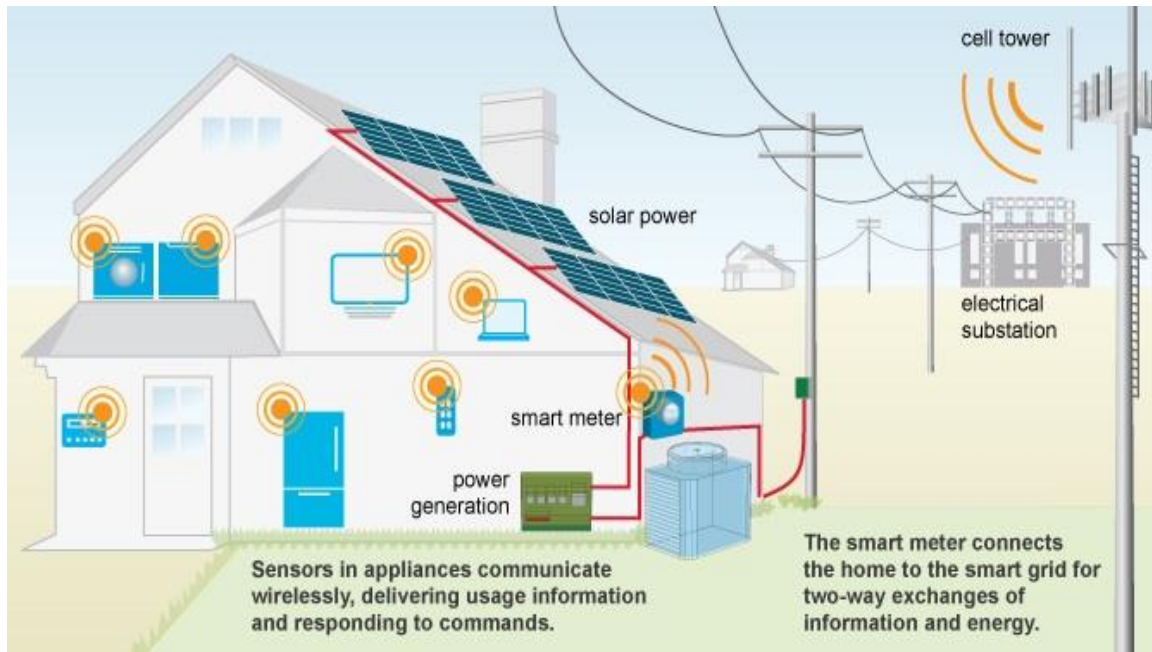 cell tower
solar power
electrical
substation
smart meter
power
generation
Sensors in appliances communicate
wirelessly, delivering usage information
and responding to commands.
The smart meter connects
the home to the smart grid for
two-way exchanges of
information and energy.